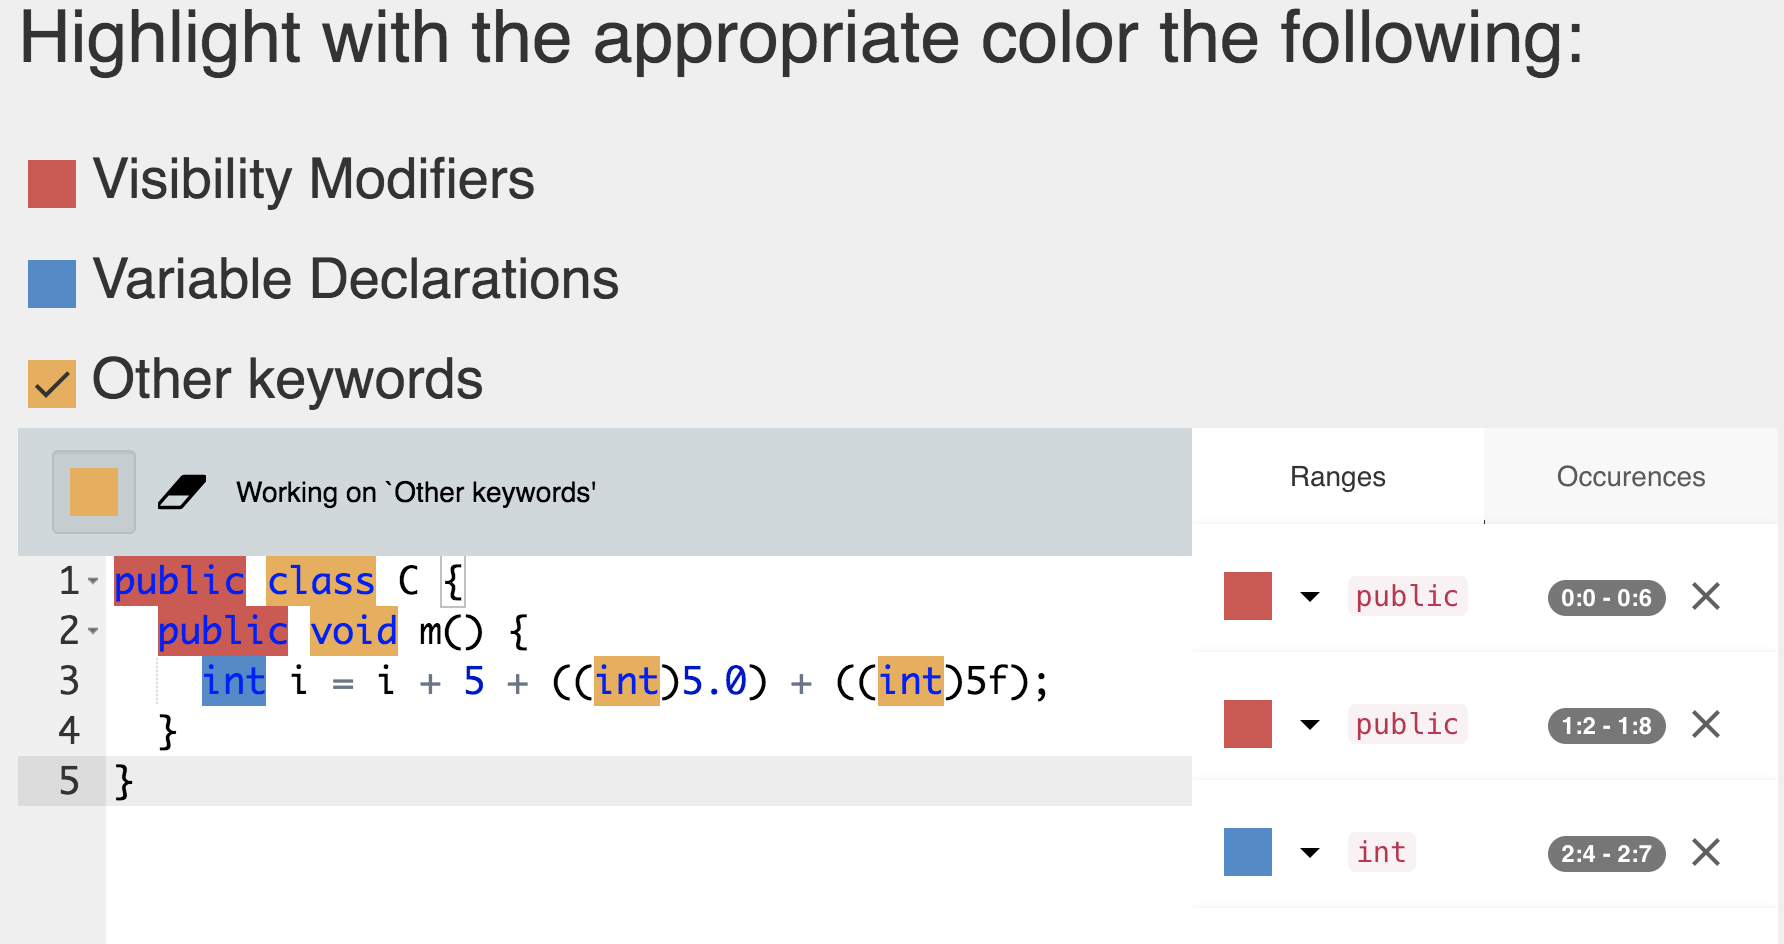 Highlight with the appropriate color the following:
Visibility Modifiers
Variable Declarations
Other keywords
Working on `Other keywords'
Ranges
Occurences
1 public class C {
2 public void m() {
3 int i = i + 5 + ((int)5.0) + ((int)5f);
4 }
5 }
public 0:0 - 0:6
public 1:2 - 1:8
int 2:4 - 2:7